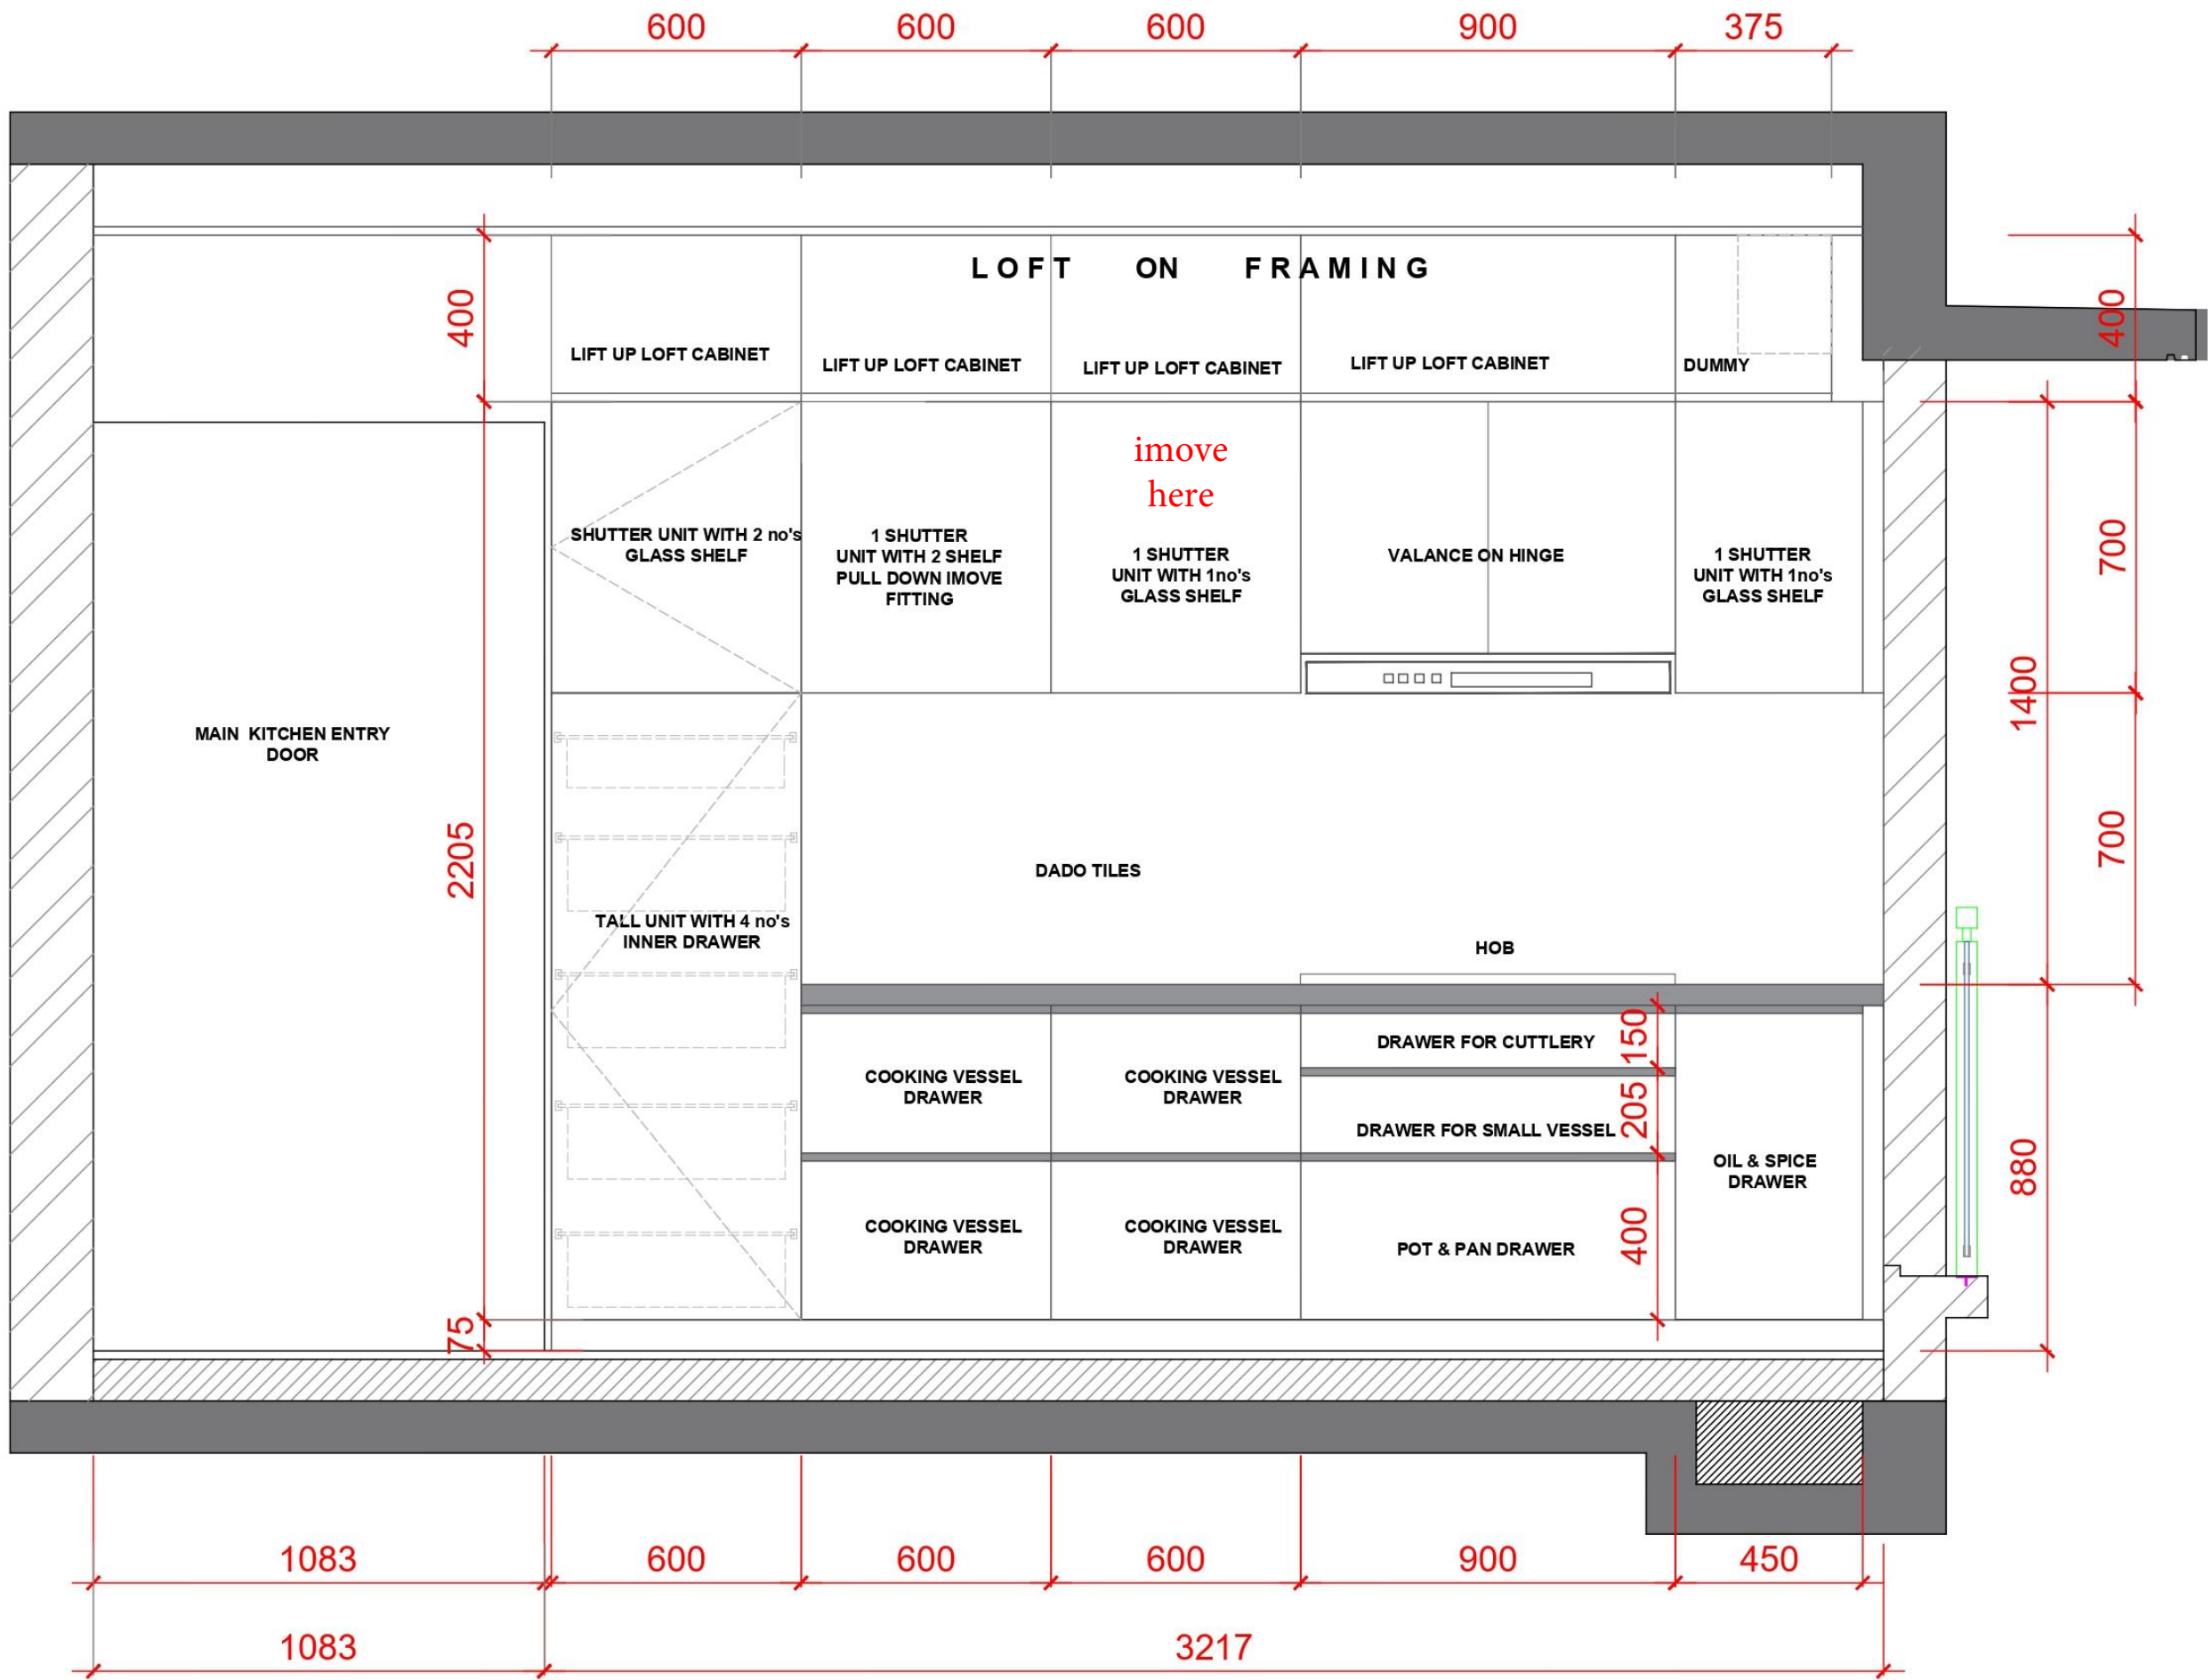 600 600 600 900 375
LOFT ON FRAMING
400
400
LIFT UP LOFT CABINET
LIFT UP LOFT CABINET
LIFT UP LOFT CABINET
LIFT UP LOFT CABINET
DUMMY
imove
here
SHUTTER UNIT WITH 2 no's
GLASS SHELF
1 SHUTTER
UNIT WITH 2 SHELF
PULL DOWN IMOVE
FITTING
1 SHUTTER
UNIT WITH 1no's
GLASS SHELF
VALANCE ON HINGE
1 SHUTTER
UNIT WITH 1no's
GLASS SHELF
700
1400
MAIN KITCHEN ENTRY
DOOR
2205
700
DADO TILES
TALL UNIT WITH 4 no's
INNER DRAWER
HOB
COOKING VESSEL
DRAWER
COOKING VESSEL
DRAWER
DRAWER FOR CUTTLERY
150
DRAWER FOR SMALL VESSEL
205
OIL & SPICE
DRAWER
880
COOKING VESSEL
DRAWER
COOKING VESSEL
DRAWER
POT & PAN DRAWER
400
75
1083 600 600 600 900 450
1083 3217